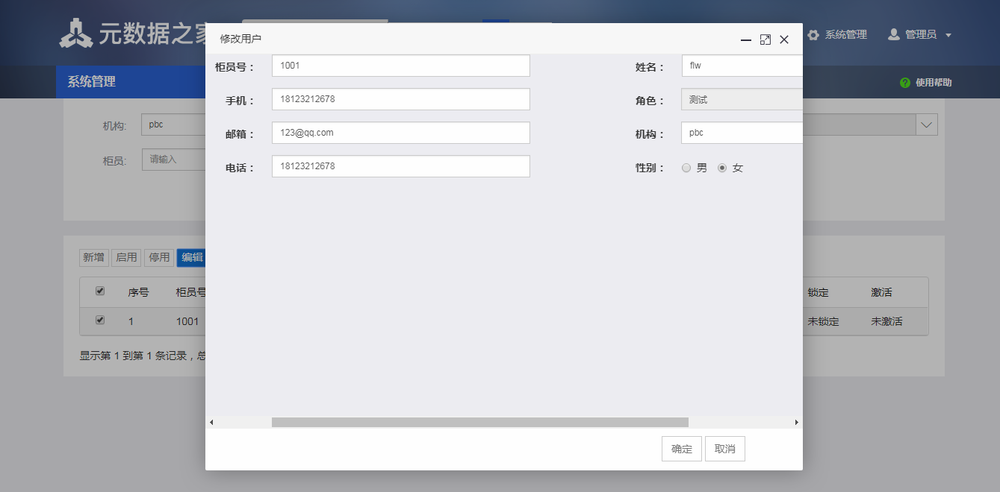 元数据之家
系统管理
管理员
修改用户
系统管理
使用帮助
柜员号：
1001
姓名：
flw
手机：
18123212678
角色：
测试
邮箱：
123@qq.com
机构：
pbc
电话：
18123212678
性别：
男
女
机构:
pbc
柜员:
请输入
新增
启用
停用
编辑
序号
柜员号
锁定
激活
1
1001
未锁定
未激活
显示第 1 到第 1 条记录，总
确定
取消